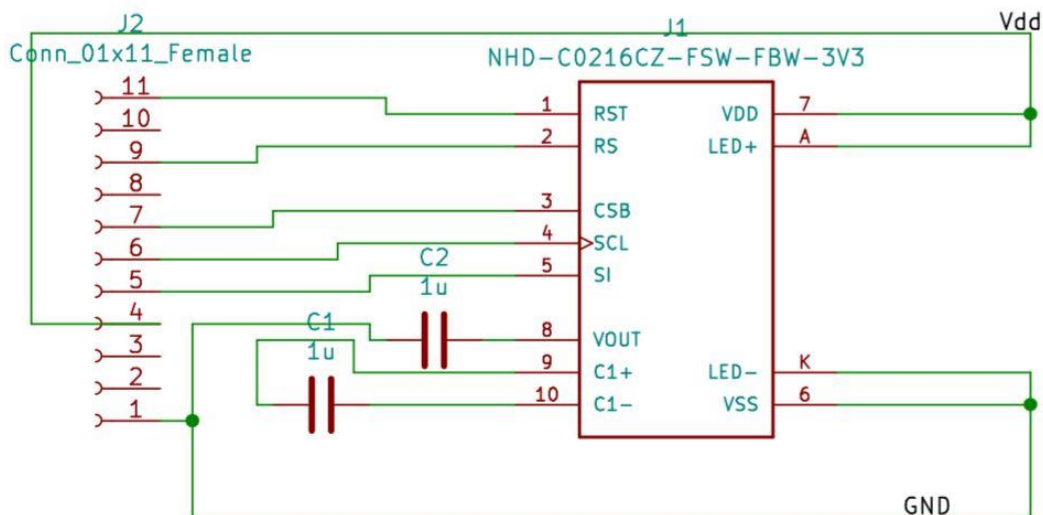 J2
Conn_01x11_Female
11
10
9
8
7
6
5
4
3
2
1
C2
1u
C1
1u
J1
NHD-C0216CZ-FSW-FBW-3V3
1 RST
2 RS
3 CSB
4 SCL
5 SI
8 VOUT
9 C1+
10 C1-
VDD 7
LED+ A
LED- K
VSS 6
Vdd
GND